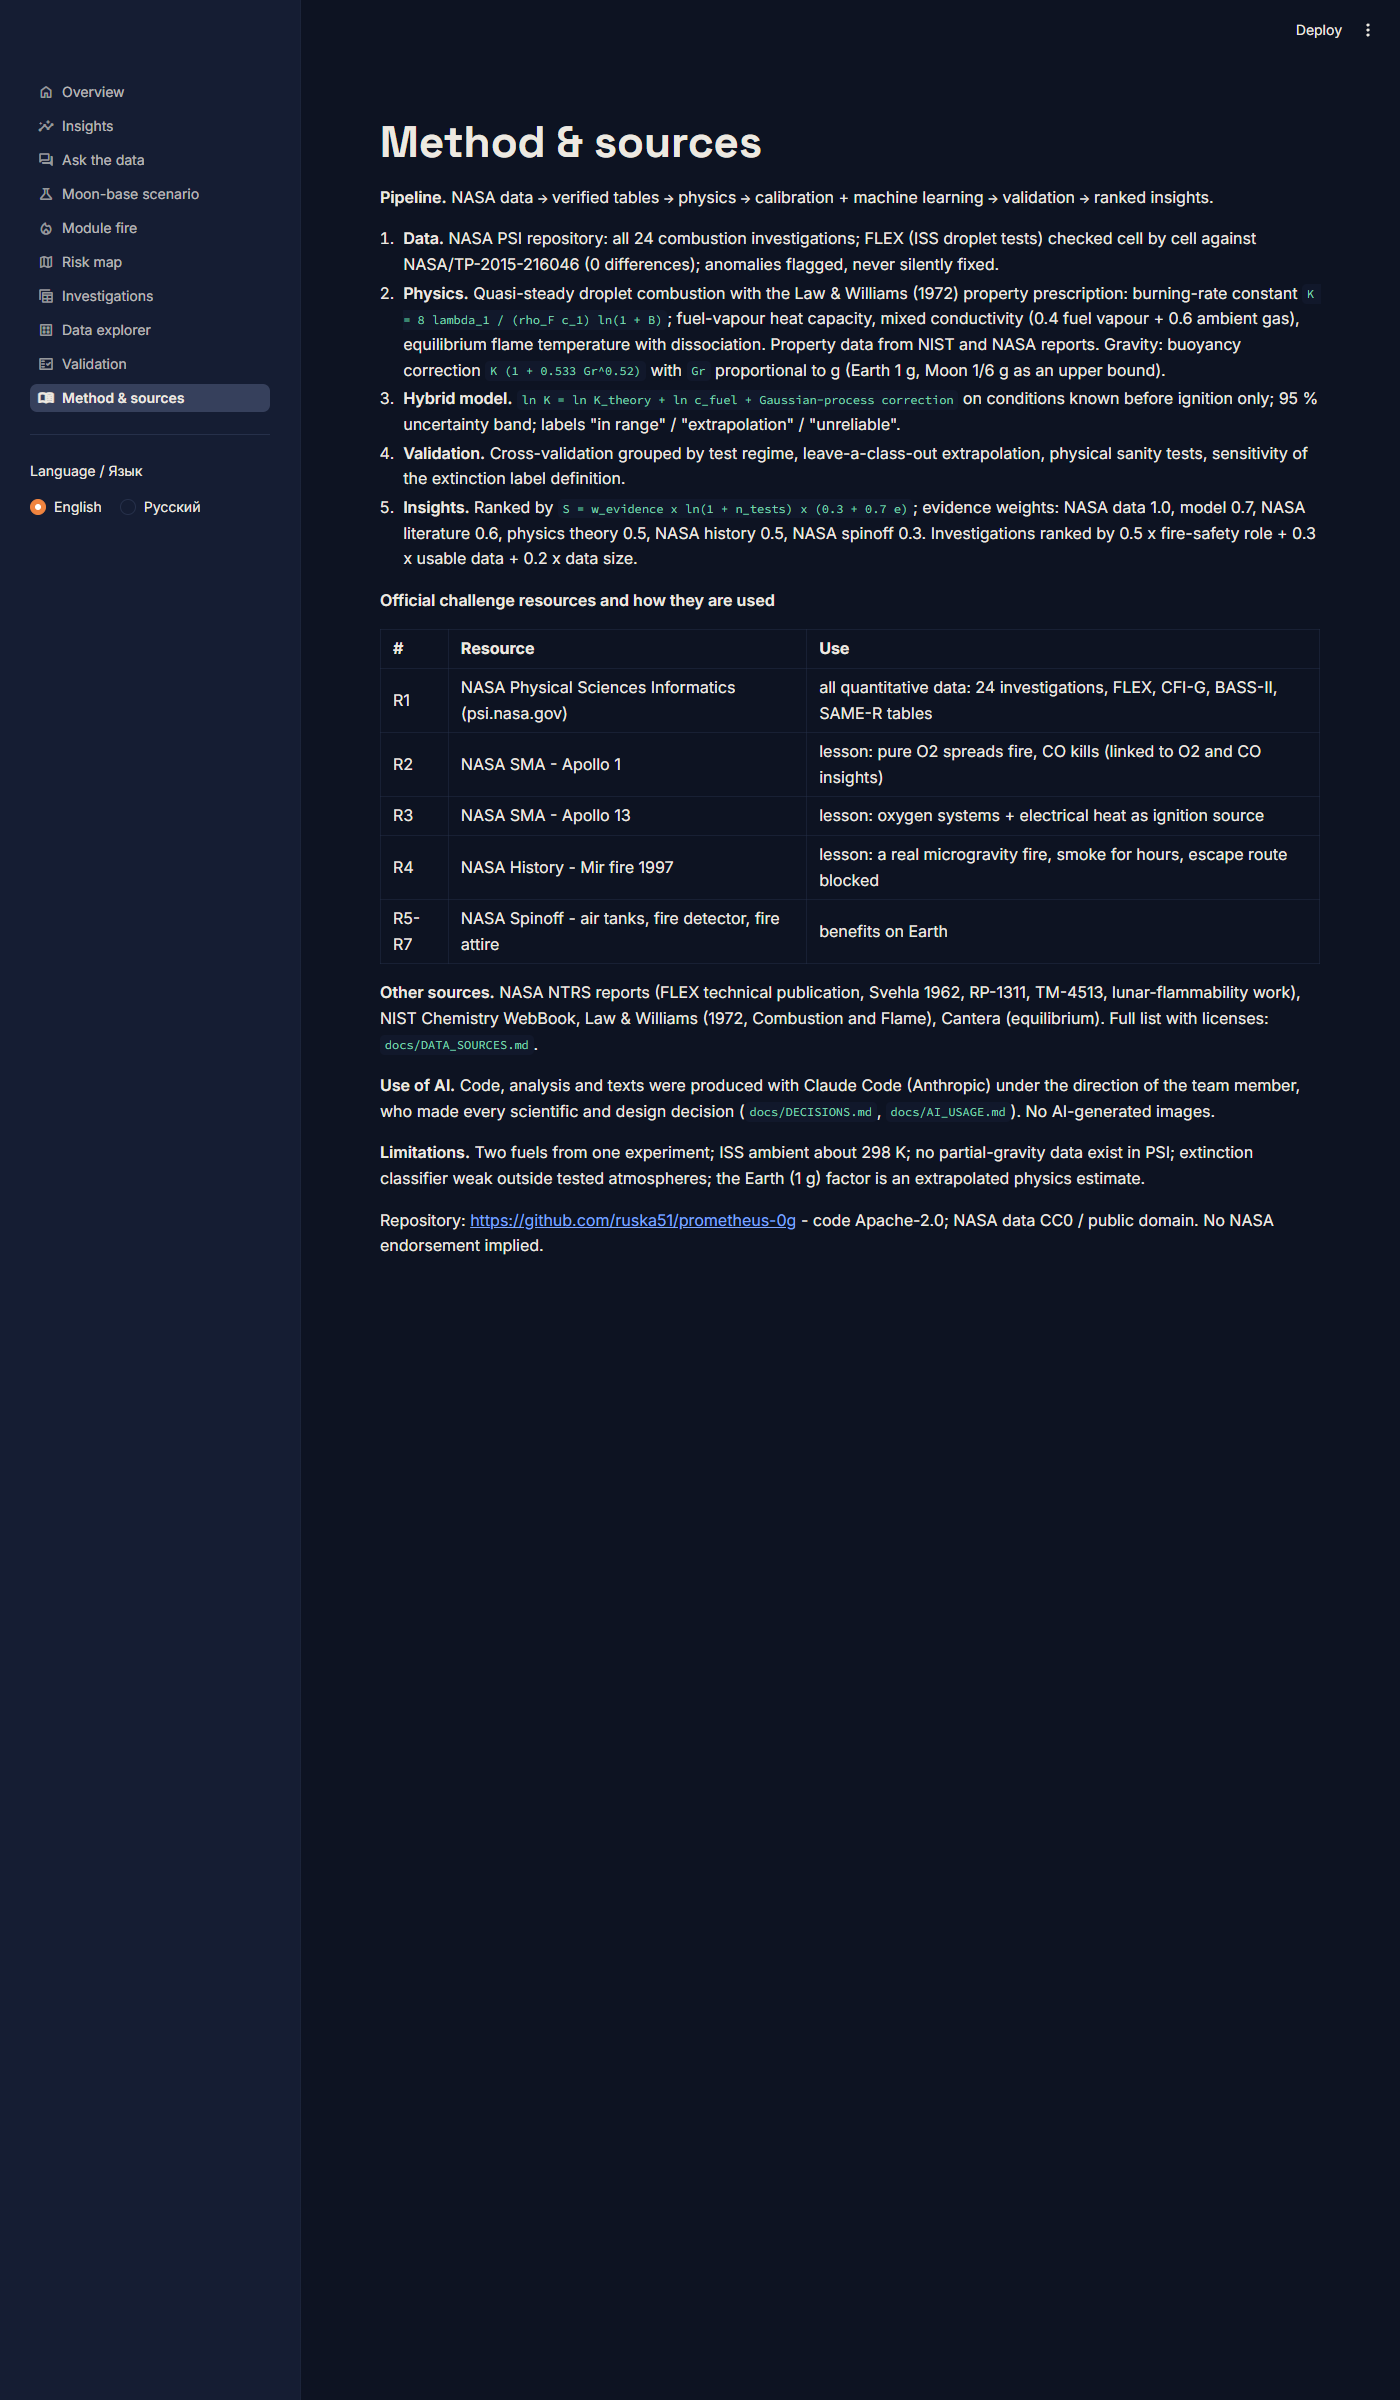 Deploy
Overview
Insights
Ask the data
Moon-base scenario
Module fire
Risk map
Investigations
Data explorer
Validation
Method & sources
Language / Язык
English
Русский
Method & sources
Pipeline. NASA data → verified tables → physics → calibration + machine learning → validation → ranked insights.
1. Data. NASA PSI repository: all 24 combustion investigations; FLEX (ISS droplet tests) checked cell by cell against
NASA/TP-2015-216046 (0 differences); anomalies flagged, never silently fixed.
2. Physics. Quasi-steady droplet combustion with the Law & Williams (1972) property prescription: burning-rate constant K
= 8 lambda_1 / (rho_F c_1) ln(1 + B) ; fuel-vapour heat capacity, mixed conductivity (0.4 fuel vapour + 0.6 ambient gas),
equilibrium flame temperature with dissociation. Property data from NIST and NASA reports. Gravity: buoyancy
correction K (1 + 0.533 Gr^0.52) with Gr proportional to g (Earth 1 g, Moon 1/6 g as an upper bound).
3. Hybrid model. ln K = ln K_theory + ln c_fuel + Gaussian-process correction on conditions known before ignition only; 95 %
uncertainty band; labels "in range" / "extrapolation" / "unreliable".
4. Validation. Cross-validation grouped by test regime, leave-a-class-out extrapolation, physical sanity tests, sensitivity of
the extinction label definition.
5. Insights. Ranked by S = w_evidence x ln(1 + n_tests) x (0.3 + 0.7 e) ; evidence weights: NASA data 1.0, model 0.7, NASA
literature 0.6, physics theory 0.5, NASA history 0.5, NASA spinoff 0.3. Investigations ranked by 0.5 x fire-safety role + 0.3
x usable data + 0.2 x data size.
Official challenge resources and how they are used
# Resource Use
R1 NASA Physical Sciences Informatics (psi.nasa.gov) all quantitative data: 24 investigations, FLEX, CFI-G, BASS-II, SAME-R tables
R2 NASA SMA - Apollo 1 lesson: pure O2 spreads fire, CO kills (linked to O2 and CO insights)
R3 NASA SMA - Apollo 13 lesson: oxygen systems + electrical heat as ignition source
R4 NASA History - Mir fire 1997 lesson: a real microgravity fire, smoke for hours, escape route blocked
R5-R7 NASA Spinoff - air tanks, fire detector, fire attire benefits on Earth
Other sources. NASA NTRS reports (FLEX technical publication, Svehla 1962, RP-1311, TM-4513, lunar-flammability work),
NIST Chemistry WebBook, Law & Williams (1972, Combustion and Flame), Cantera (equilibrium). Full list with licenses:
docs/DATA_SOURCES.md .
Use of AI. Code, analysis and texts were produced with Claude Code (Anthropic) under the direction of the team member,
who made every scientific and design decision ( docs/DECISIONS.md , docs/AI_USAGE.md ). No AI-generated images.
Limitations. Two fuels from one experiment; ISS ambient about 298 K; no partial-gravity data exist in PSI; extinction
classifier weak outside tested atmospheres; the Earth (1 g) factor is an extrapolated physics estimate.
Repository: https://github.com/ruska51/prometheus-0g - code Apache-2.0; NASA data CC0 / public domain. No NASA
endorsement implied.